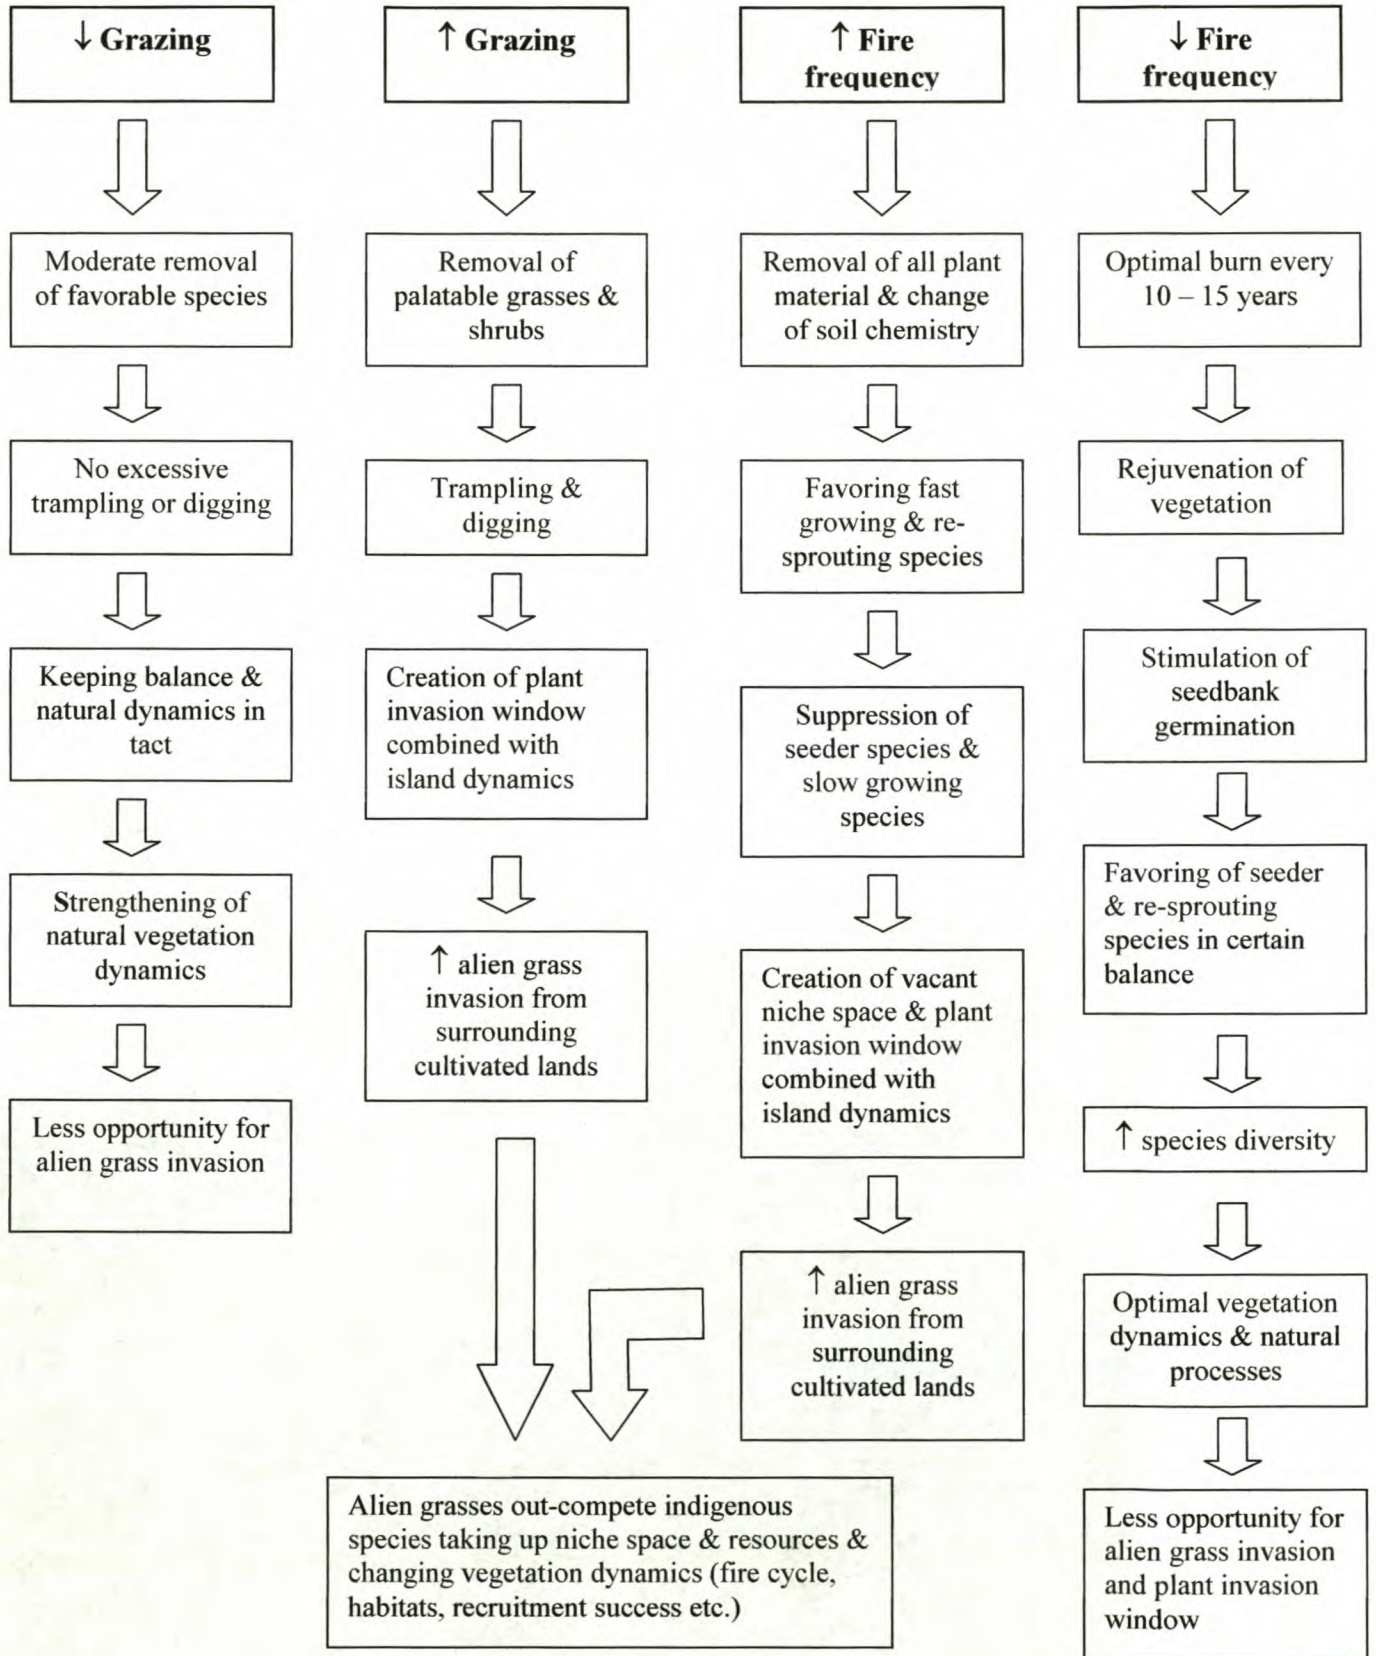 ↓ Grazing
Moderate removal
of favorable species
No excessive
trampling or digging
Keeping balance &
natural dynamics in
tact
Strengthening of
natural vegetation
dynamics
Less opportunity for
alien grass invasion
↑ Grazing
Removal of
palatable grasses &
shrubs
Trampling &
digging
Creation of plant
invasion window
combined with
island dynamics
↑ alien grass
invasion from
surrounding
cultivated lands
↑ Fire
frequency
Removal of all plant
material & change
of soil chemistry
Favoring fast
growing & re-
sprouting species
Suppression of
seeder species &
slow growing
species
Creation of vacant
niche space & plant
invasion window
combined with
island dynamics
↑ alien grass
invasion from
surrounding
cultivated lands
Alien grasses out-compete indigenous
species taking up niche space & resources &
changing vegetation dynamics (fire cycle,
habitats, recruitment success etc.)
↓ Fire
frequency
Optimal burn every
10 – 15 years
Rejuvenation of
vegetation
Stimulation of
seedbank
germination
Favoring of seeder
& re-sprouting
species in certain
balance
↑ species diversity
Optimal vegetation
dynamics & natural
processes
Less opportunity for
alien grass invasion
and plant invasion
window